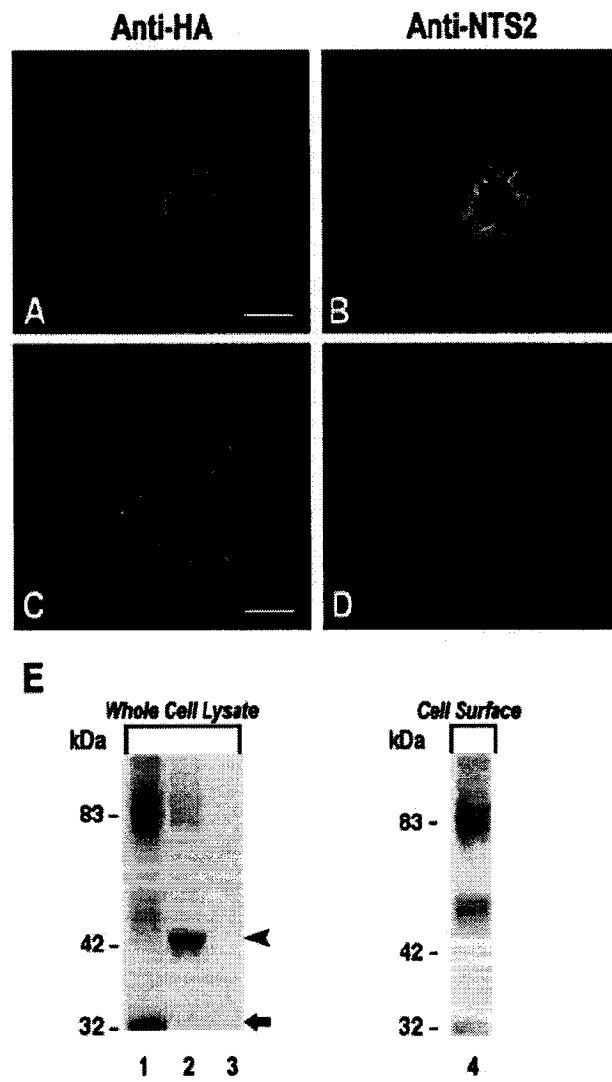 Anti-HA Anti-NTS2
A B
C D
E
Whole Cell Lysate Cell Surface
kDa kDa
83 - 83 -
42 - 42 -
32 - 32 -
1 2 3 4